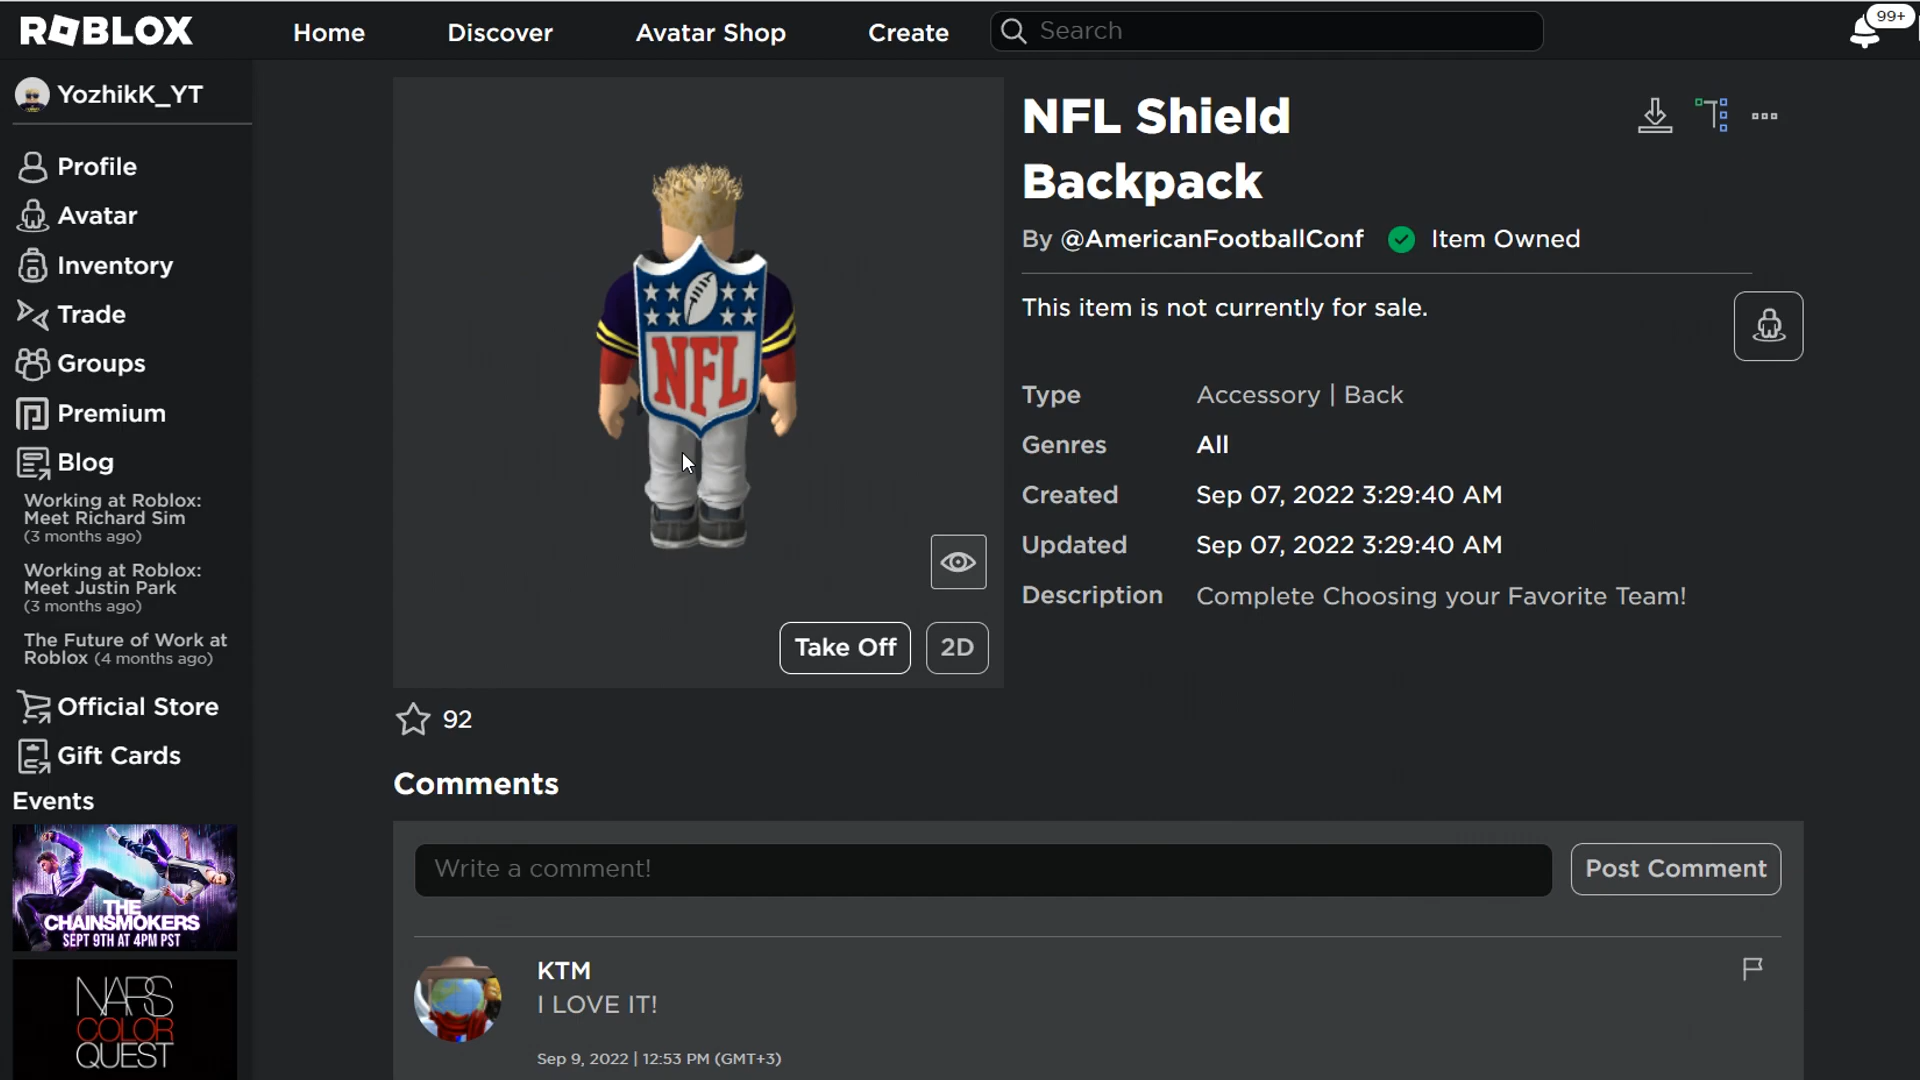 ROBLOX
Home
Discover
Avatar Shop
Create
Search
99+
YozhikK_YT
Profile
Avatar
Inventory
Trade
Groups
Premium
Blog
Working at Roblox:
Meet Richard Sim
(3 months ago)
Working at Roblox:
Meet Justin Park
(3 months ago)
The Future of Work at
Roblox (4 months ago)
Official Store
Gift Cards
Events
THE
CHAINSMOKERS
SEPT 9TH AT 4PM PST
NARS
COLOR
QUEST
NFL
Take Off
2D
NFL Shield
Backpack
By @AmericanFootballConf
Item Owned
This item is not currently for sale.
Type
Accessory | Back
Genres
All
Created
Sep 07, 2022 3:29:40 AM
Updated
Sep 07, 2022 3:29:40 AM
Description
Complete Choosing your Favorite Team!
92
Comments
Write a comment!
Post Comment
KTM
I LOVE IT!
Sep 9, 2022 | 12:53 PM (GMT+3)